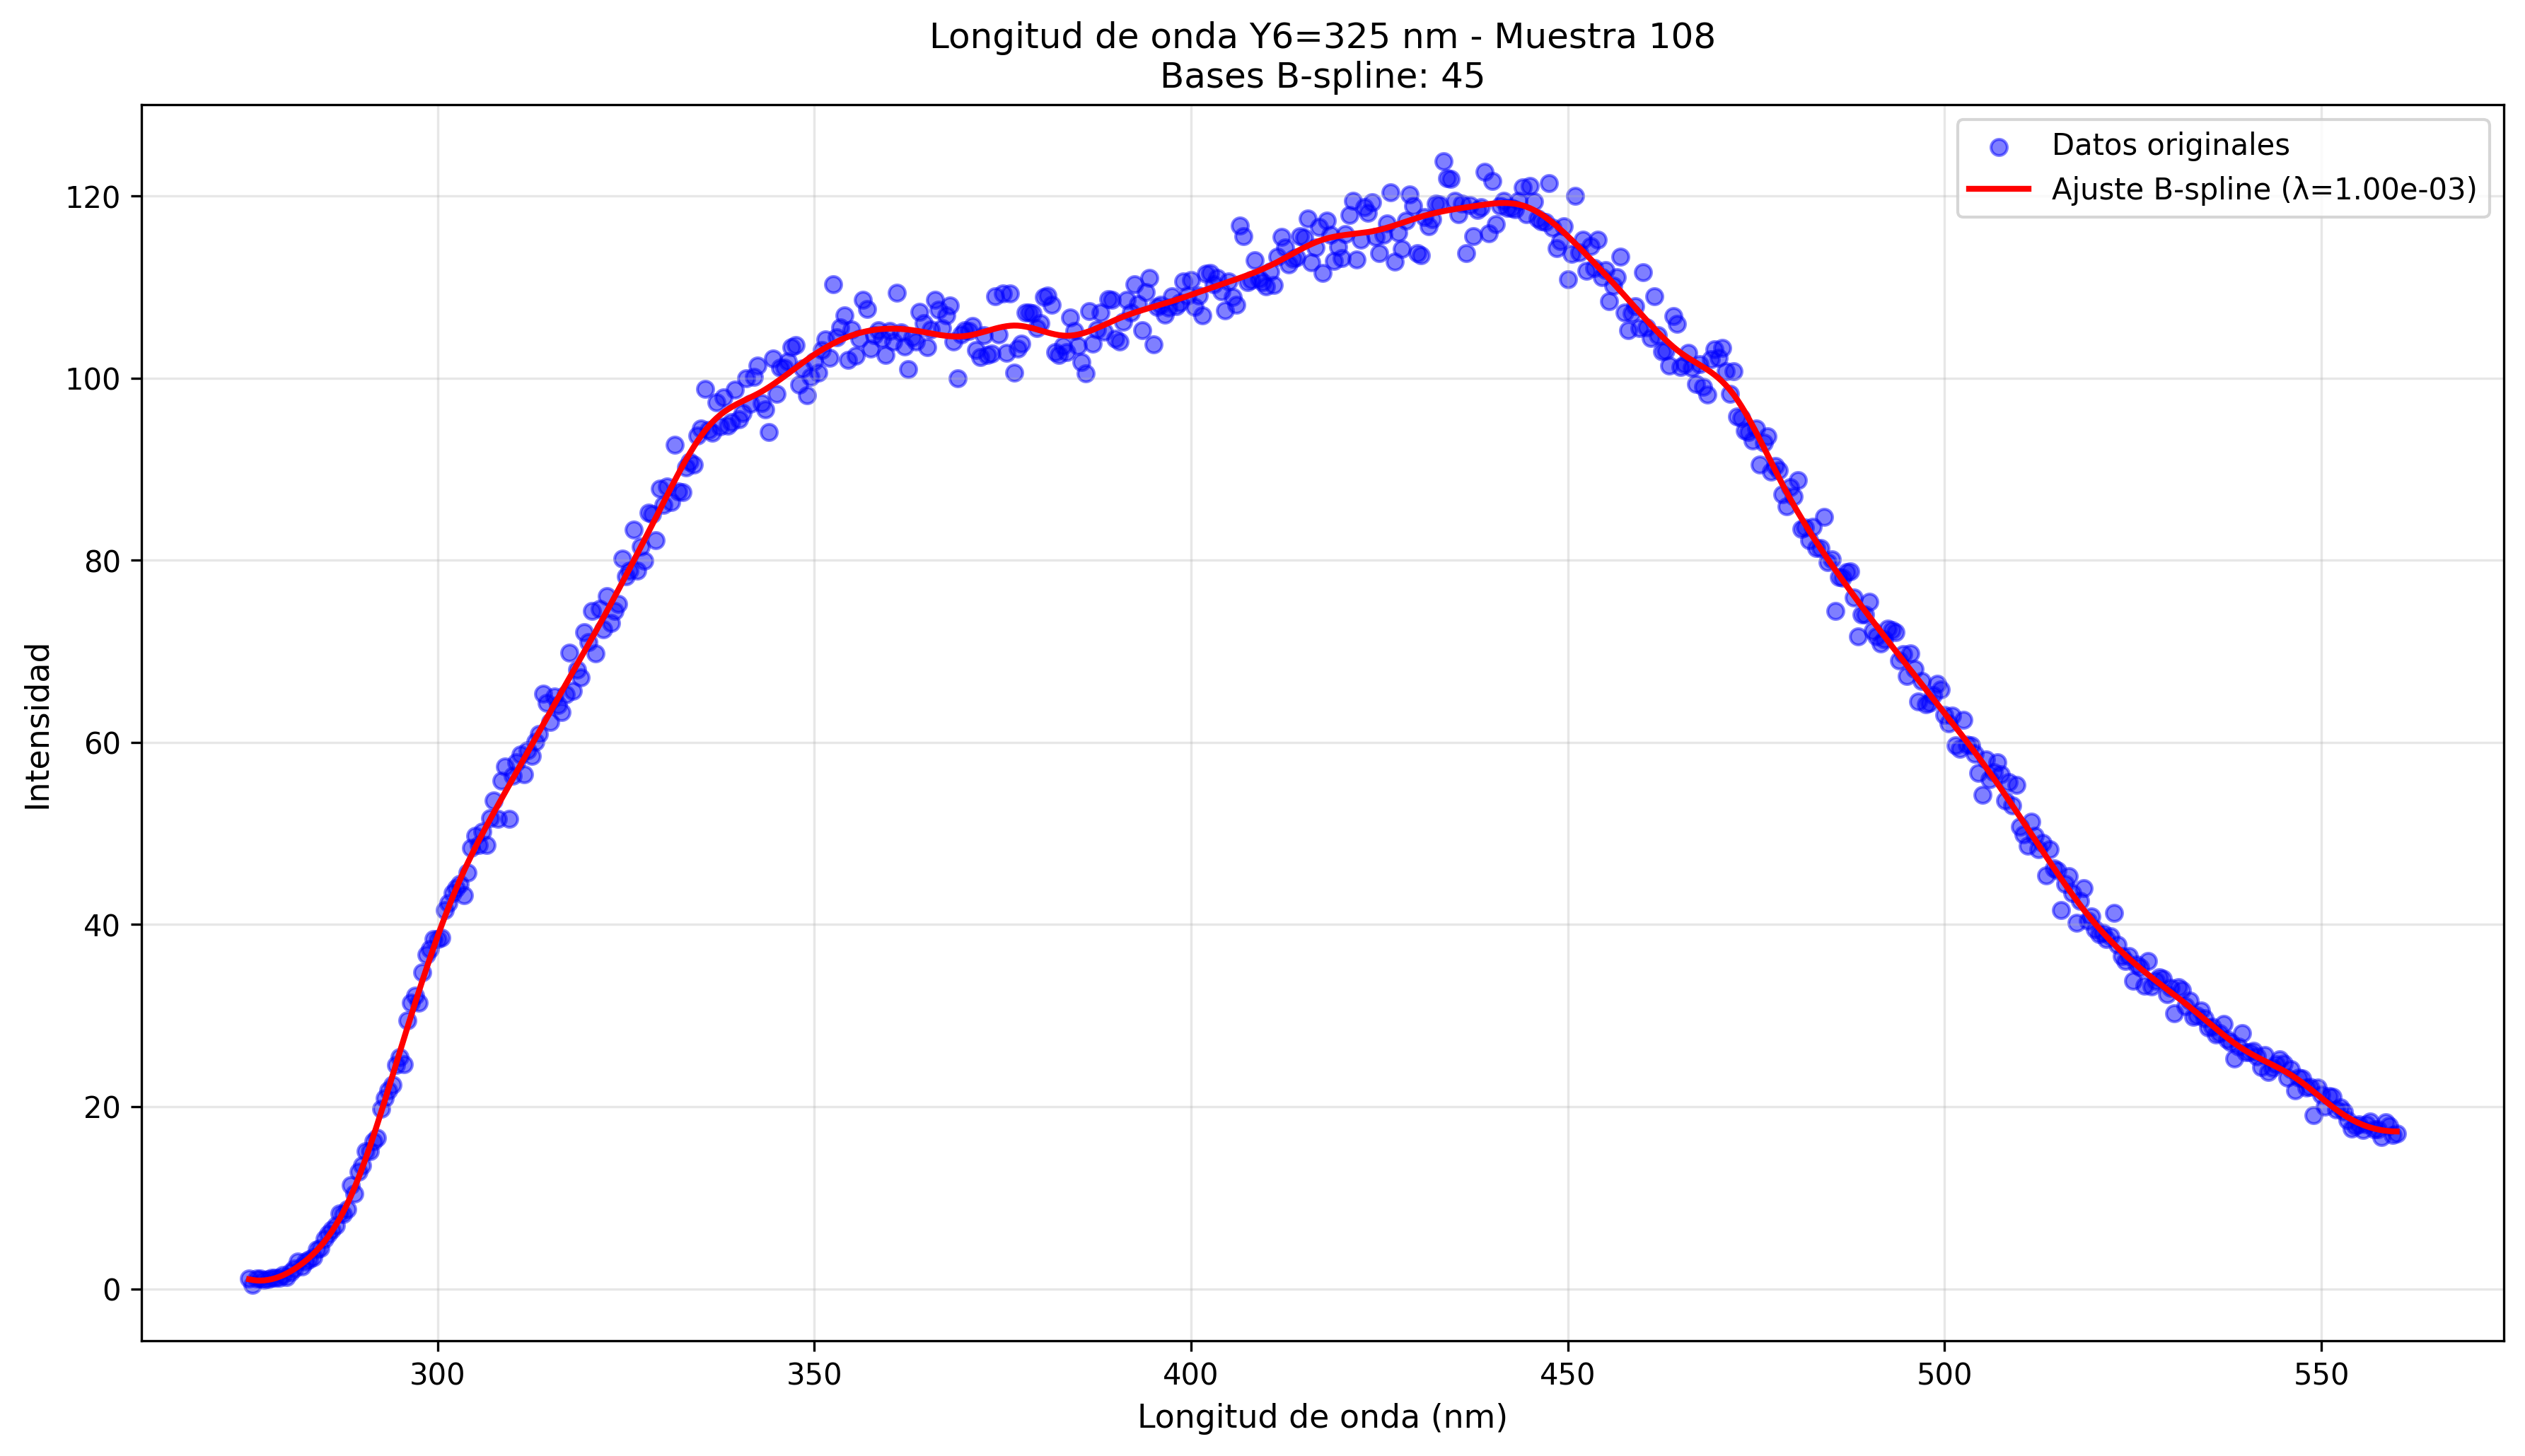 Longitud de onda Y6=325 nm - Muestra 108
Bases B-spline: 45
Datos originales
Ajuste B-spline (λ=1.00e-03)
Intensidad
120
100
80
60
40
20
0
300 350 400 450 500 550
Longitud de onda (nm)